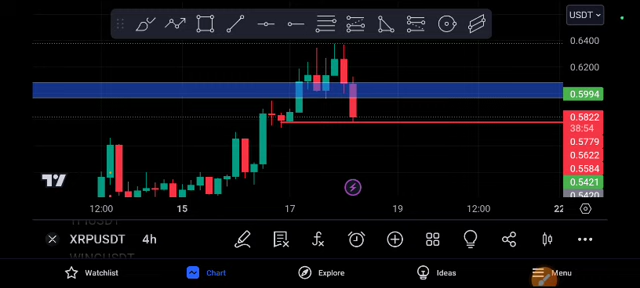 USDT
0.6400
0.6200
0.5994
0.5822
38:54
0.5779
0.5622
0.5584
0.5421
0.5420
12:00 15 17 19 12:00 22
XRPUSDT 4h
Watchlist Chart Explore Ideas Menu